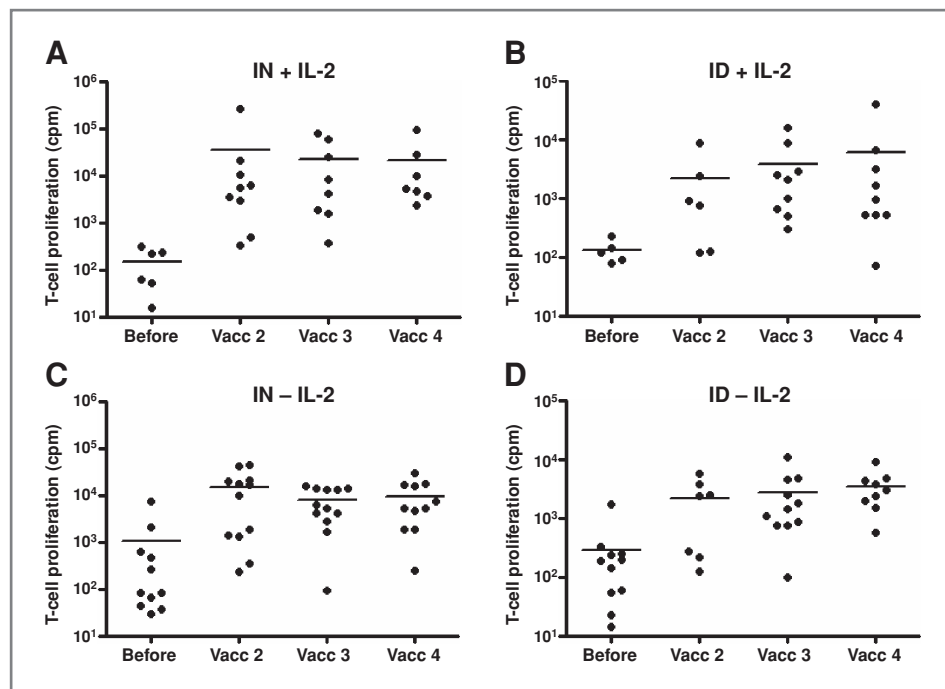 A
IN + IL-2
T-cell proliferation (cpm)
10⁶
10⁵
10⁴
10³
10²
10¹
Before Vacc 2 Vacc 3 Vacc 4
B
ID + IL-2
T-cell proliferation (cpm)
10⁵
10⁴
10³
10²
10¹
Before Vacc 2 Vacc 3 Vacc 4
C
IN – IL-2
T-cell proliferation (cpm)
10⁶
10⁵
10⁴
10³
10²
10¹
Before Vacc 2 Vacc 3 Vacc 4
D
ID – IL-2
T-cell proliferation (cpm)
10⁵
10⁴
10³
10²
10¹
Before Vacc 2 Vacc 3 Vacc 4